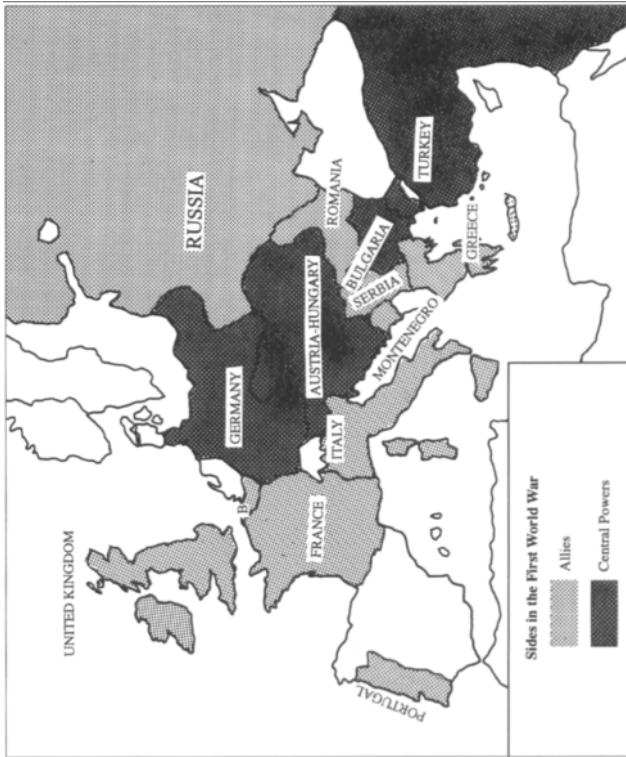 UNITED KINGDOM
RUSSIA
GERMANY
B
FRANCE
AUSTRIA-HUNGARY
ROMANIA
ITALY
SERBIA
BULGARIA
MONTENEGRO
PORTUGAL
GREECE
TURKEY
Sides in the First World War
Allies
Central Powers